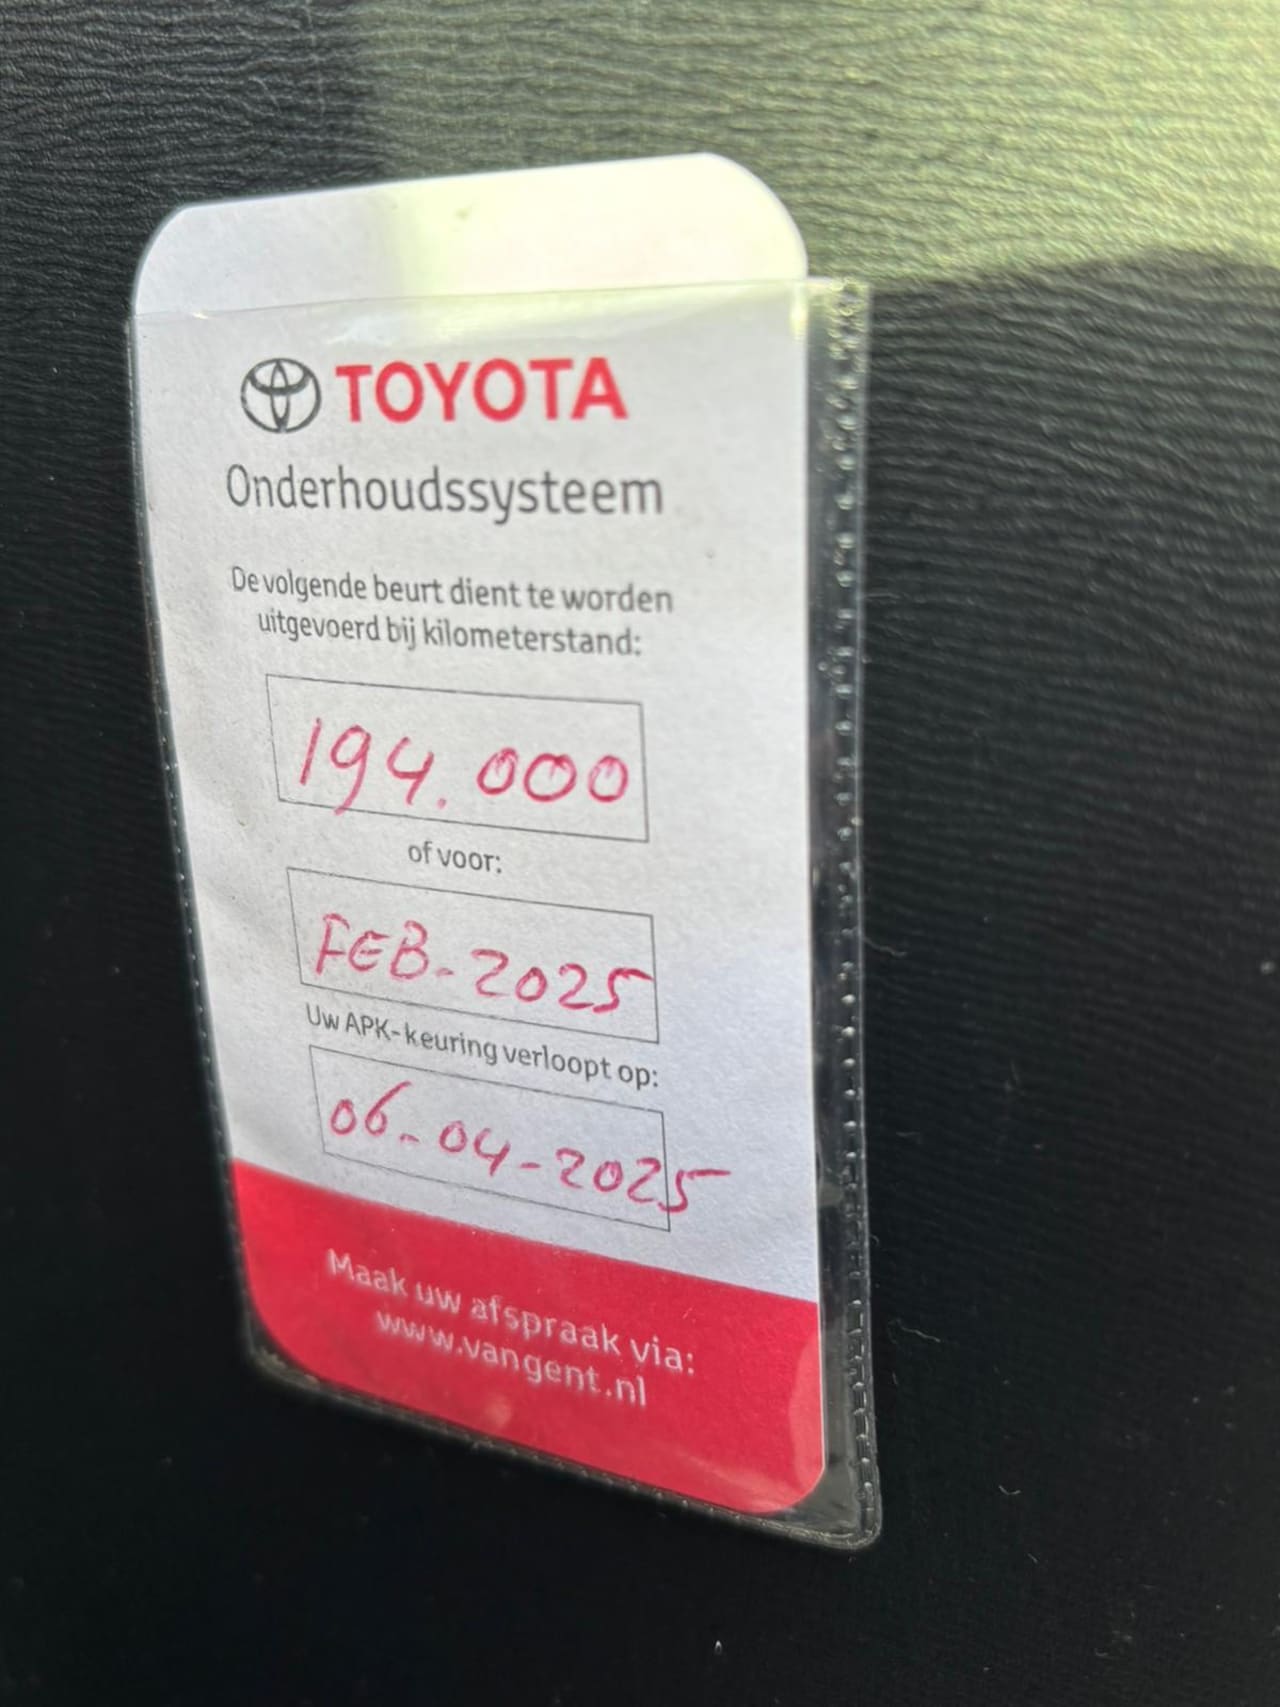 TOYOTA
Onderhoudssysteem
De volgende beurt dient te worden
uitgevoerd bij kilometerstand:
194.000
of voor:
FEB-2025
Uw APK-keuring verloopt op:
06-04-2025
Maak uw afspraak via:
www.vangent.nl